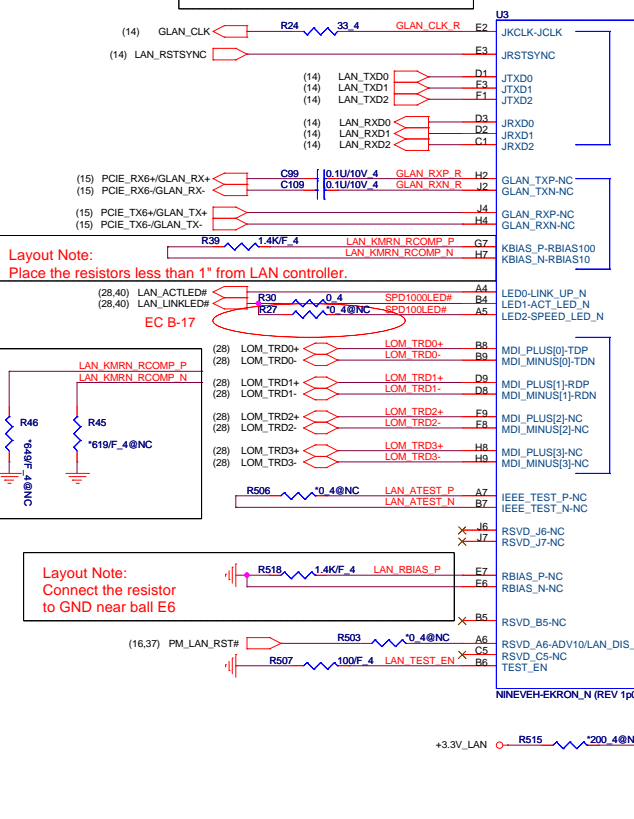 U3
(14) GLAN_CLK R24 33_4 GLAN_CLK_R E2 JKCLK-JCLK
(14) LAN_RSTSYNC E3 JRSTSYNC
(14) LAN_TXD0 D1 JTXD0
(14) LAN_TXD1 F3 JTXD1
(14) LAN_TXD2 F1 JTXD2
(14) LAN_RXD0 D3 JRXD0
(14) LAN_RXD1 D2 JRXD1
(14) LAN_RXD2 C1 JRXD2
(15) PCIE_RX6+/GLAN_RX+ C99 0.1U/10V_4 GLAN_RXP_R H2 GLAN_TXP-NC
(15) PCIE_RX6-/GLAN_RX- C109 0.1U/10V_4 GLAN_RXN_R J2 GLAN_TXN-NC
(15) PCIE_TX6+/GLAN_TX+ J4 GLAN_RXP-NC
(15) PCIE_TX6-/GLAN_TX- H4 GLAN_RXN-NC
R39 1.4K/F_4 LAN_KMRN_RCOMP_P G7 KBIAS_P-RBIAS100
LAN_KMRN_RCOMP_N H7 KBIAS_N-RBIAS10
Layout Note:
Place the resistors less than 1" from LAN controller.
(28,40) LAN_ACTLED# A4 LED0-LINK_UP_N
(28,40) LAN_LINKLED# R30 0_4 SPD1000LED# B4 LED1-ACT_LED_N
R27 *0_4@NC SPD100LED# A5 LED2-SPEED_LED_N
EC B-17
(28) LOM_TRD0+ LOM_TRD0+ B8 MDI_PLUS[0]-TDP
(28) LOM_TRD0- LOM_TRD0- B9 MDI_MINUS[0]-TDN
(28) LOM_TRD1+ LOM_TRD1+ D9 MDI_PLUS[1]-RDP
(28) LOM_TRD1- LOM_TRD1- D8 MDI_MINUS[1]-RDN
(28) LOM_TRD2+ LOM_TRD2+ F9 MDI_PLUS[2]-NC
(28) LOM_TRD2- LOM_TRD2- F8 MDI_MINUS[2]-NC
(28) LOM_TRD3+ LOM_TRD3+ H8 MDI_PLUS[3]-NC
(28) LOM_TRD3- LOM_TRD3- H9 MDI_MINUS[3]-NC
LAN_KMRN_RCOMP_P
LAN_KMRN_RCOMP_N
R46 R45
*649/F_4@NC *619/F_4@NC
R506 *0_4@NC LAN_ATEST_P A7 IEEE_TEST_P-NC
LAN_ATEST_N B7 IEEE_TEST_N-NC
J6 RSVD_J6-NC
J7 RSVD_J7-NC
Layout Note:
Connect the resistor
to GND near ball E6
R518 1.4K/F_4 LAN_RBIAS_P E7 RBIAS_P-NC
E6 RBIAS_N-NC
B5 RSVD_B5-NC
(16,37) PM_LAN_RST# R503 *0_4@NC A6 RSVD_A6-ADV10/LAN_DIS_
C5 RSVD_C5-NC
R507 100/F_4 LAN_TEST_EN B6 TEST_EN
NINEVEH-EKRON_N (REV 1p0
+3.3V_LAN R515 *200_4@N